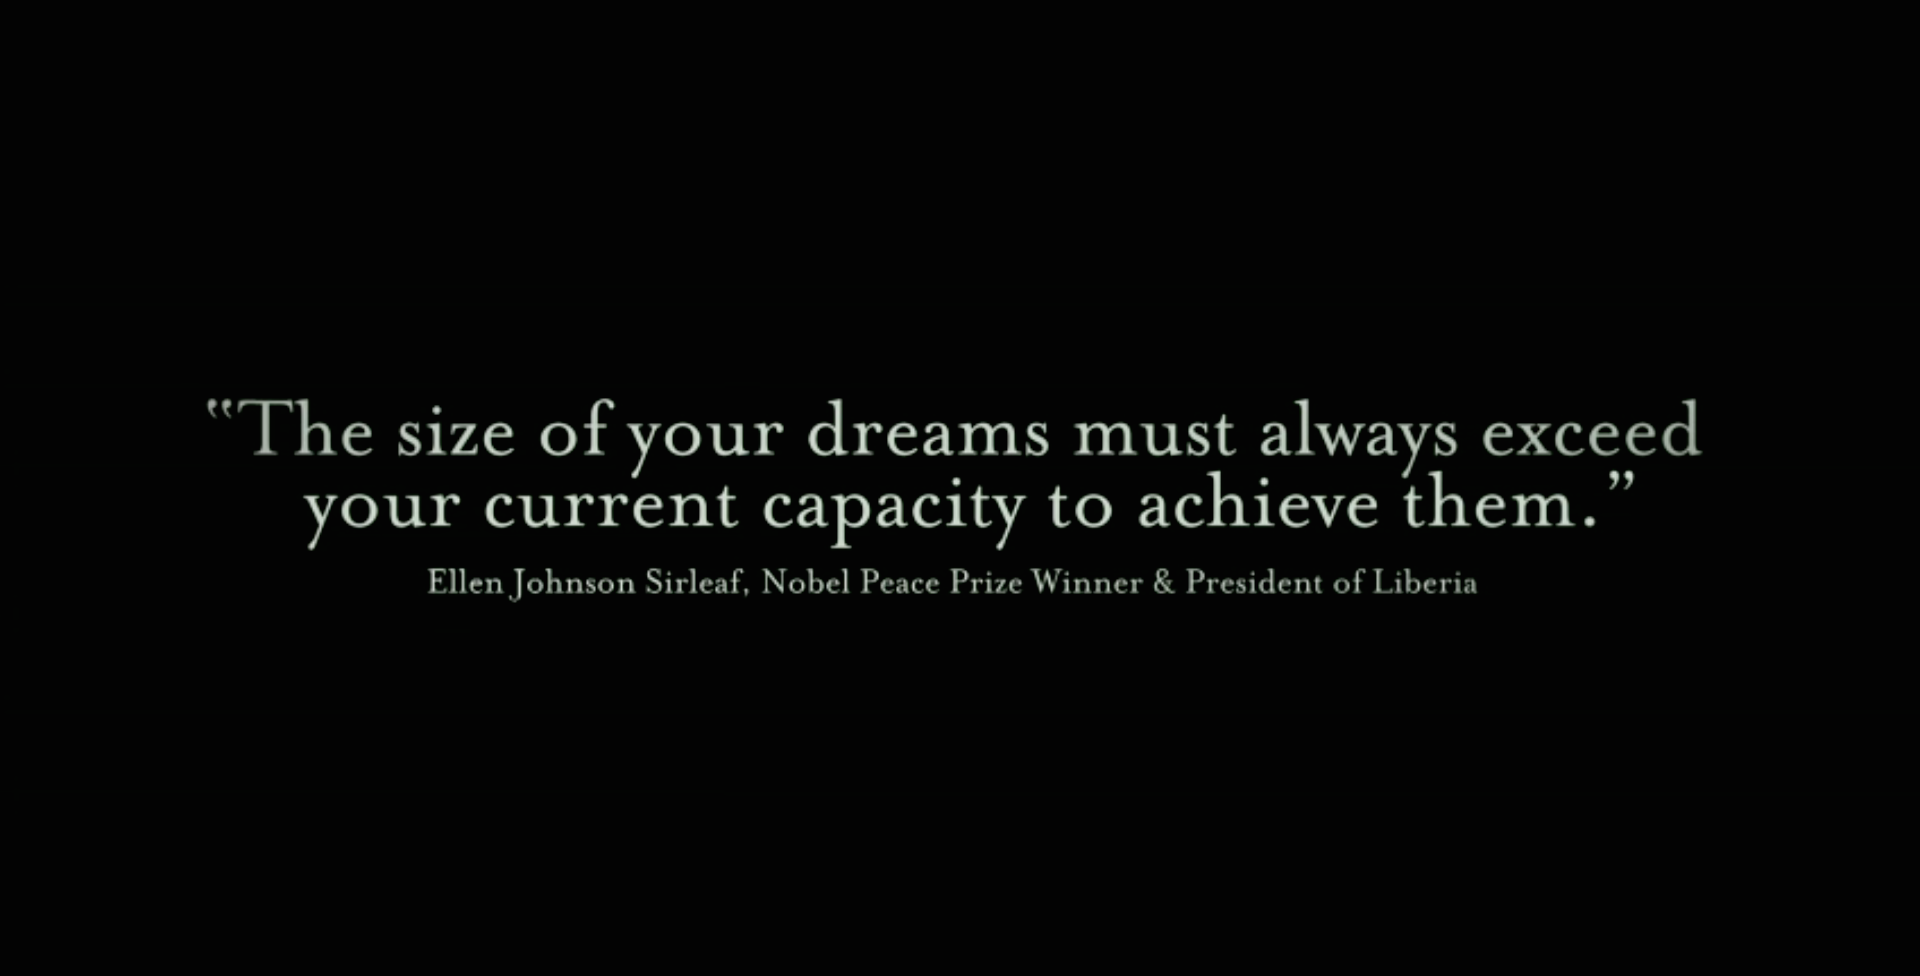 ‟The size of your dreams must always exceed
your current capacity to achieve them.”
Ellen Johnson Sirleaf, Nobel Peace Prize Winner & President of Liberia